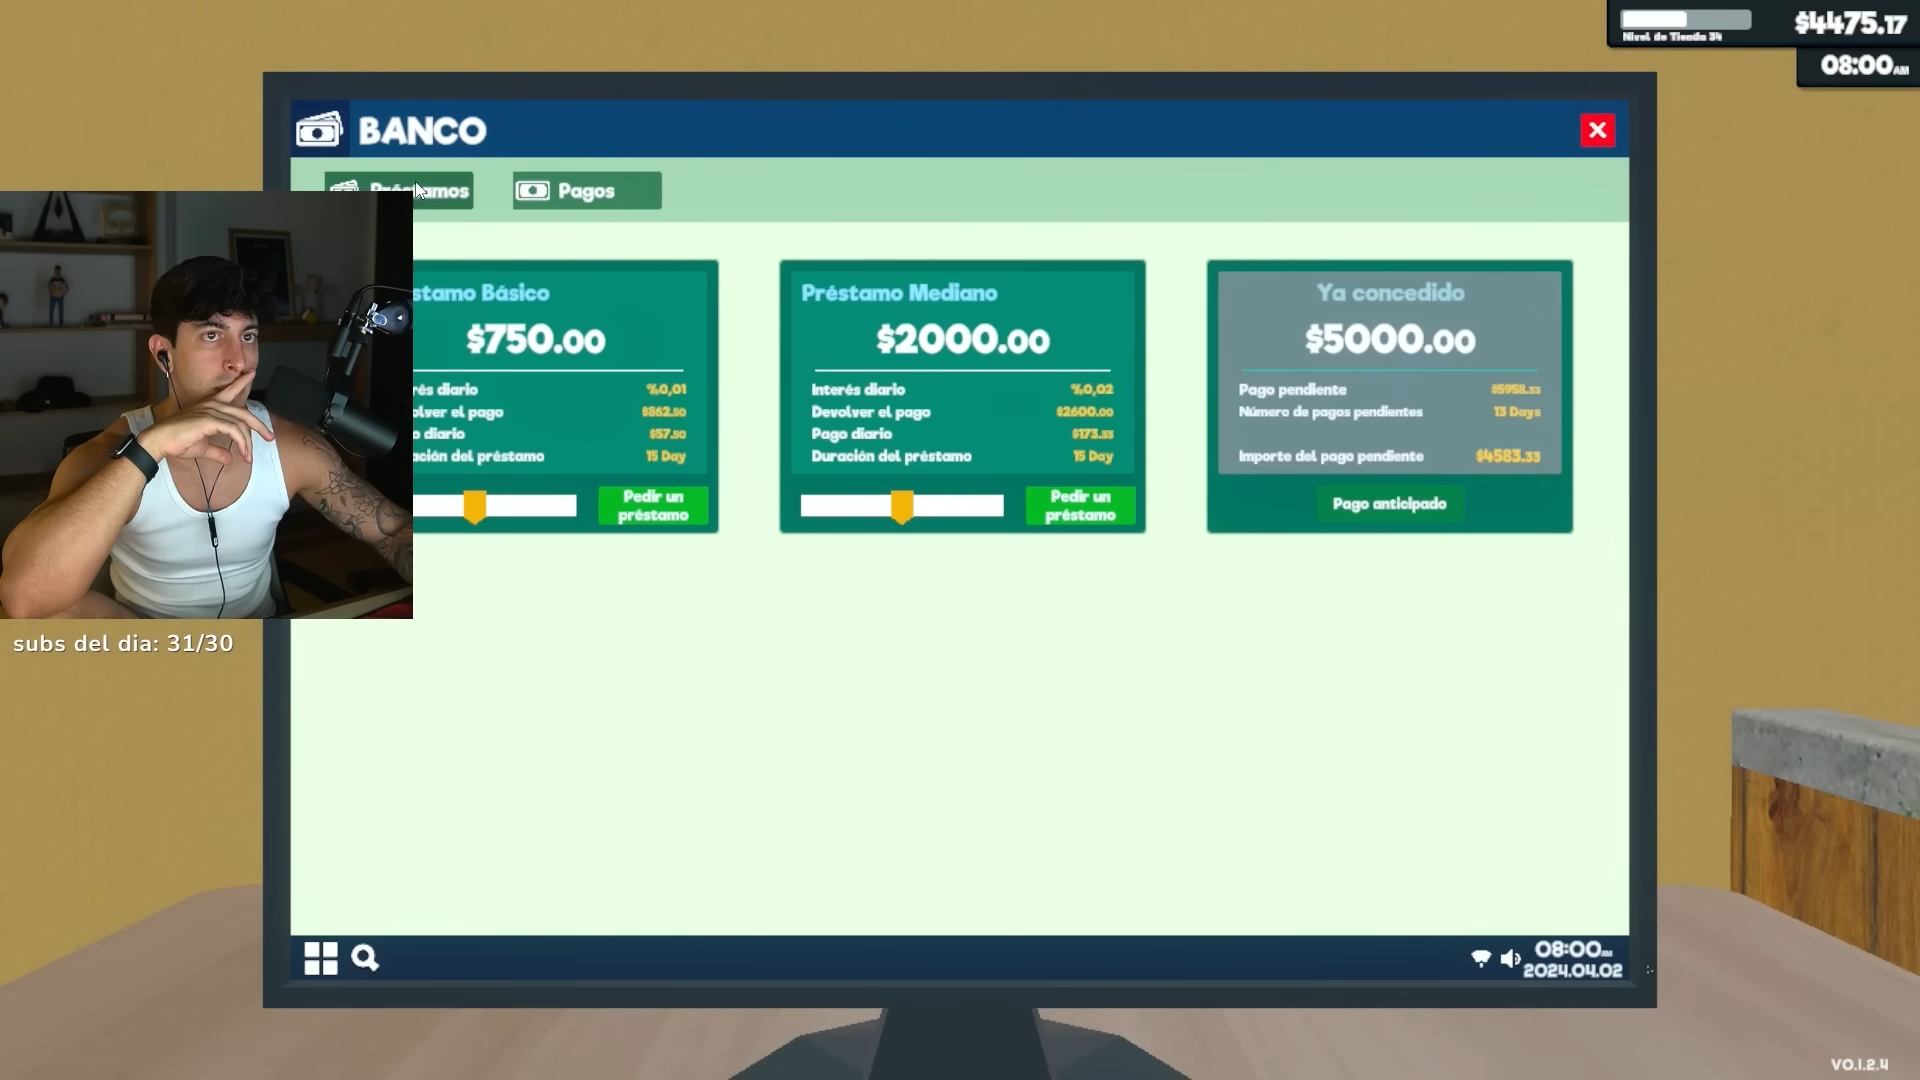 $4475.17
Nivel de Tienda 34
08:00AM
BANCO
Préstamos
Pagos
stamo Básico
$750.00
rés diario %0,01
olver el pago $862.50
o diario $57.50
ación del préstamo 15 Day
Pedir un
préstamo
Préstamo Mediano
$2000.00
Interés diario %0,02
Devolver el pago $2600.00
Pago diario $173.33
Duración del préstamo 15 Day
Pedir un
préstamo
Ya concedido
$5000.00
Pago pendiente $5958.33
Número de pagos pendientes 13 Days
Importe del pago pendiente $4583.33
Pago anticipado
subs del dia: 31/30
08:00
2024.04.02
V0.1.2.4